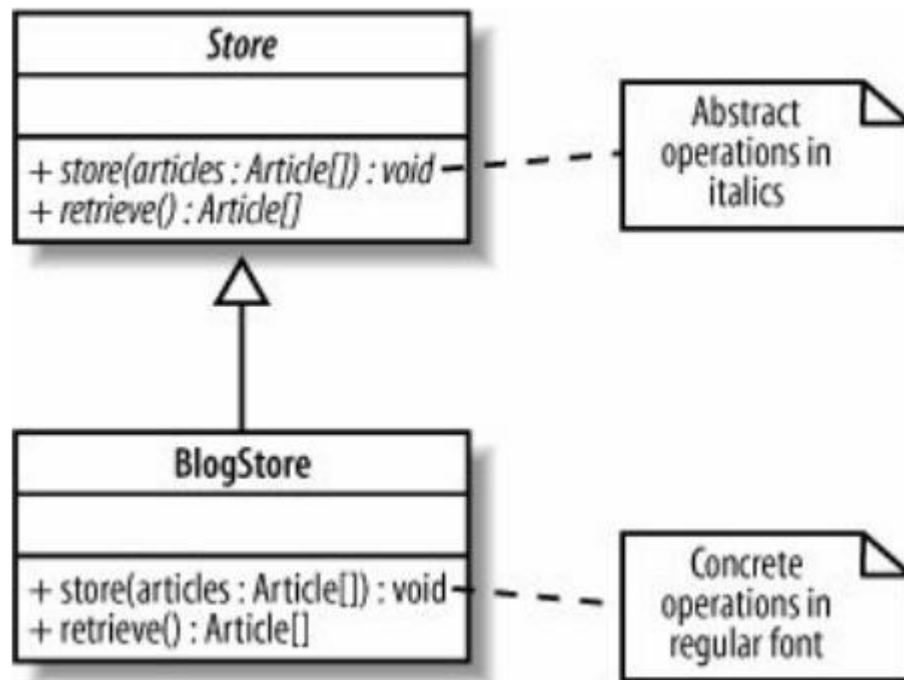 Store
+ store(articles : Article[]) : void
+ retrieve() : Article[]
Abstract
operations in
italics
BlogStore
+ store(articles : Article[]) : void
+ retrieve() : Article[]
Concrete
operations in
regular font